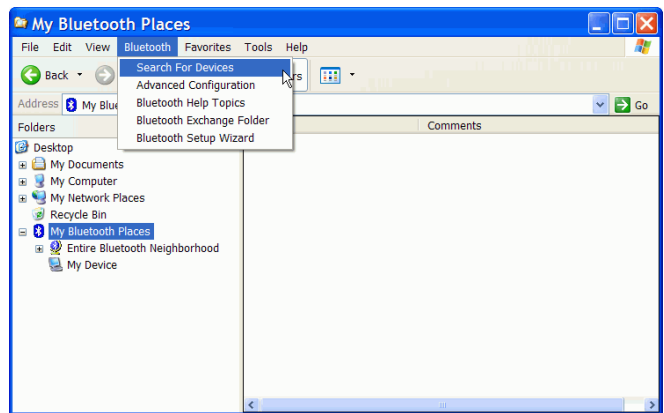 My Bluetooth Places
File Edit View Bluetooth Favorites Tools Help
Back
Search For Devices
Advanced Configuration
Bluetooth Help Topics
Bluetooth Exchange Folder
Bluetooth Setup Wizard
Address My Blue Go
Folders Comments
Desktop
My Documents
My Computer
My Network Places
Recycle Bin
My Bluetooth Places
Entire Bluetooth Neighborhood
My Device